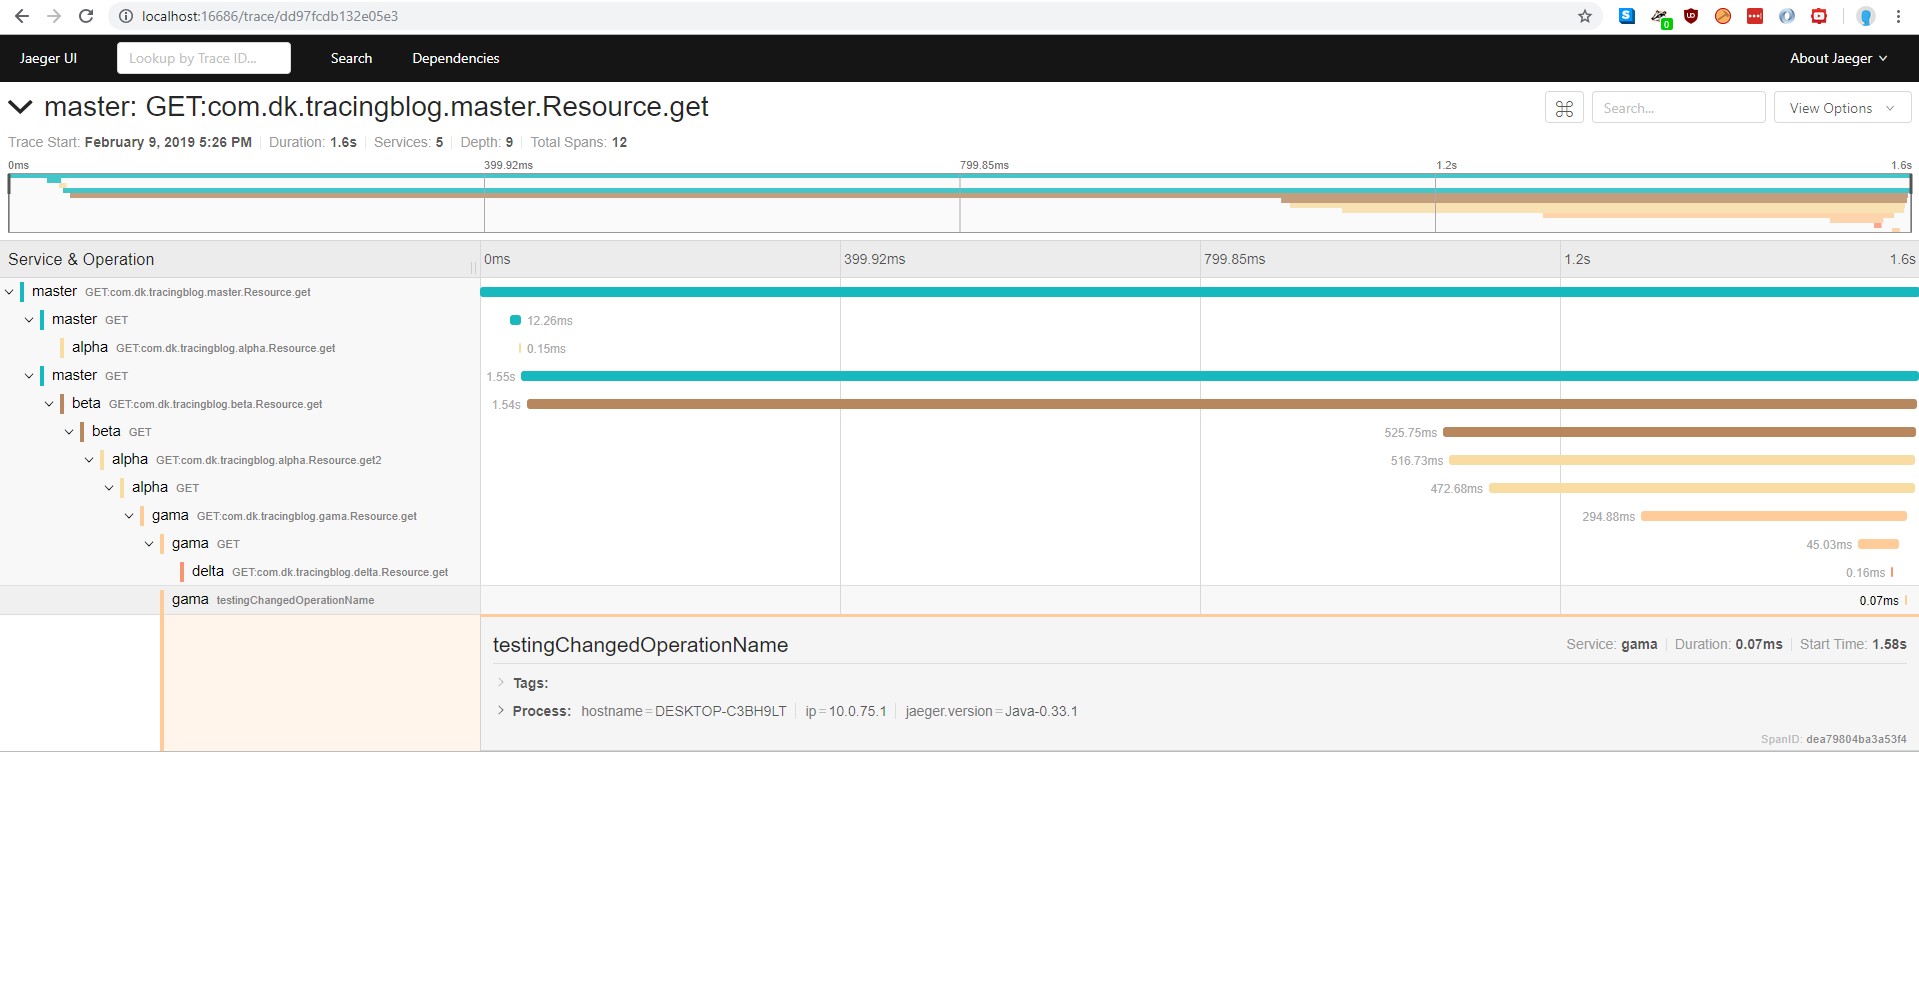 localhost:16686/trace/dd97fcdb132e05e3
Jaeger UI Lookup by Trace ID... Search Dependencies About Jaeger
master: GET:com.dk.tracingblog.master.Resource.get Search... View Options
Trace Start: February 9, 2019 5:26 PM Duration: 1.6s Services: 5 Depth: 9 Total Spans: 12
0ms 399.92ms 799.85ms 1.2s 1.6s
Service & Operation 0ms 399.92ms 799.85ms 1.2s 1.6s
master GET:com.dk.tracingblog.master.Resource.get
master GET 12.26ms
alpha GET:com.dk.tracingblog.alpha.Resource.get 0.15ms
master GET 1.55s
beta GET:com.dk.tracingblog.beta.Resource.get 1.54s
beta GET 525.75ms
alpha GET:com.dk.tracingblog.alpha.Resource.get2 516.73ms
alpha GET 472.68ms
gama GET:com.dk.tracingblog.gama.Resource.get 294.88ms
gama GET 45.03ms
delta GET:com.dk.tracingblog.delta.Resource.get 0.16ms
gama testingChangedOperationName 0.07ms
testingChangedOperationName Service: gama Duration: 0.07ms Start Time: 1.58s
Tags:
Process: hostname = DESKTOP-C3BH9LT ip = 10.0.75.1 jaeger.version = Java-0.33.1
SpanID: dea79804ba3a53f4